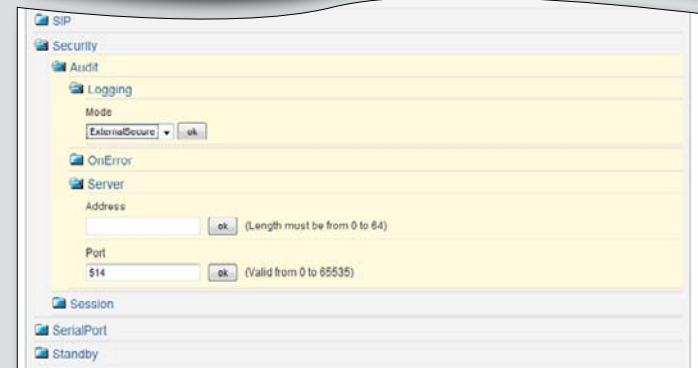 SIP
Security
Audit
Logging
Mode
ExternalSecure ok
OnError
Server
Address
ok (Length must be from 0 to 64)
Port
514 ok (Valid from 0 to 65535)
Session
SerialPort
Standby